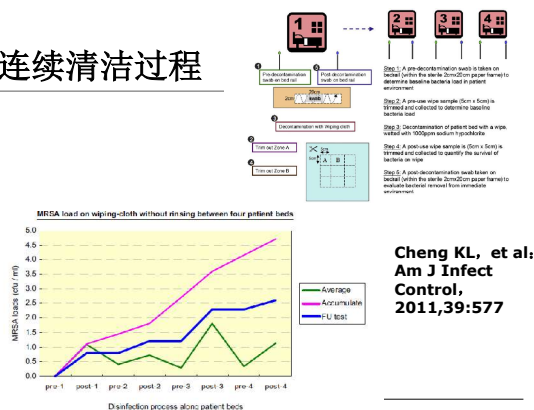 连续清洁过程
1
2
3
4
Pre-decontamination
swab on bed rail
Post-decontamination
swab on bed rail
20cm
2cm
swab
Decontamination with Wiping cloth
Trim out Zone A
Trim out Zone B
A B
Step 1: A pre-decontamination swab is taken on
bedrail (within the sterile 2cmx20cm paper frame) to
determine baseline bacteria load in patient
environment
Step 2: A pre-use wipe sample (5cm x 5cm) is
trimmed and collected to determine baseline
bacteria load
Step 3: Decontamination of patient bed with a wipe,
wetted with 1000ppm sodium hypochlorite
Step 4: A post-use wipe sample is (5cm x 5cm) is
trimmed and collected to quantify the survival of
bacteria on wipe
Step 5: A post-decontamination swab taken on
bedrail (within the sterile 2cmx20cm paper frame) to
evaluate bacterial removal from immediate
environment
MRSA load on wiping-cloth without rinsing between four patient beds
MRSA loads (cfu / ml)
5.0
4.5
4.0
3.5
3.0
2.5
2.0
1.5
1.0
0.5
0.0
pre-1 post-1 pre-2 post-2 pre-3 post-3 pre-4 post-4
Disinfection process along patient beds
Average
Accumulate
FU test
Cheng KL, et al:
Am J Infect
Control,
2011,39:577